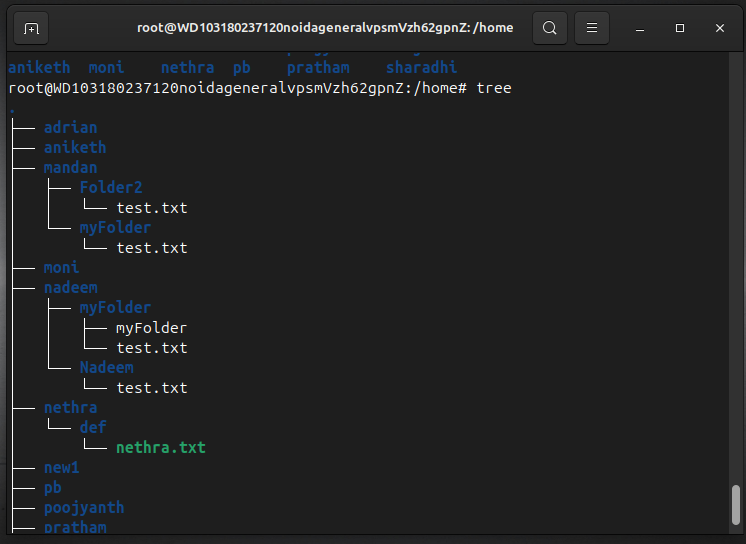 root@WD103180237120noidageneralvpsmVzh62gpnZ: /home
aniketh moni nethra pb pratham sharadhi
root@WD103180237120noidageneralvpsmVzh62gpnZ:/home# tree
.
├── adrian
├── aniketh
├── mandan
│   ├── Folder2
│   │   └── test.txt
│   └── myFolder
│       └── test.txt
├── moni
├── nadeem
│   ├── myFolder
│   │   ├── myFolder
│   │   └── test.txt
│   └── Nadeem
│       └── test.txt
├── nethra
│   └── def
│       └── nethra.txt
├── new1
├── pb
├── poojyanth
├── pratham